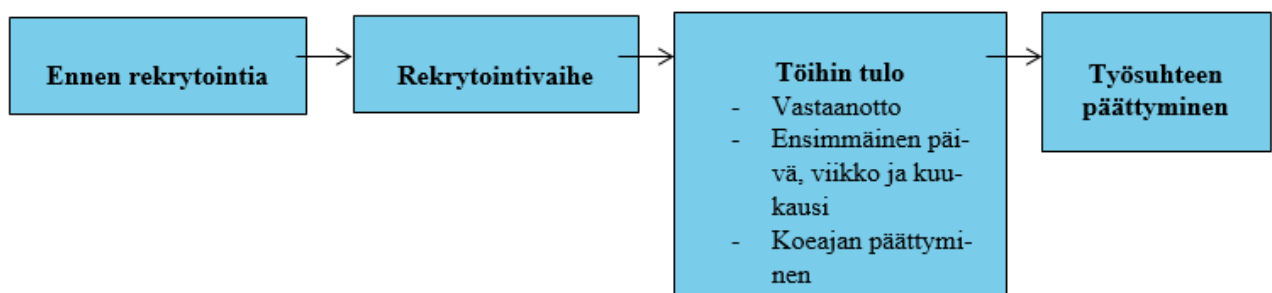 Ennen rekrytointia
Rekrytointivaihe
Töihin tulo
- Vastaanotto
- Ensimmäinen päi-
vä, viikko ja kuu-
kausi
- Koeajan päättymi-
nen
Työsuhteen
päättyminen